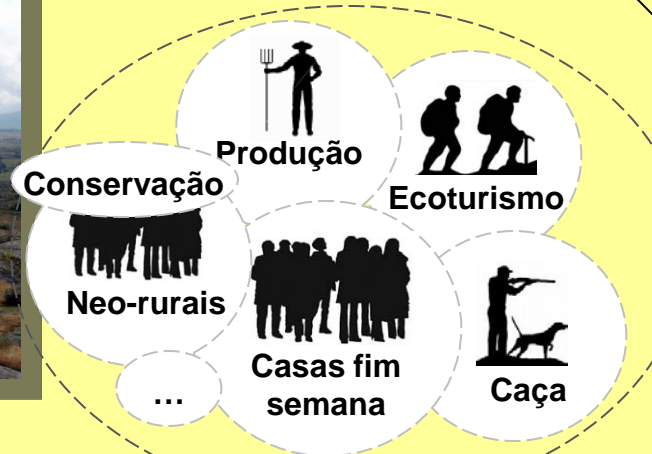 Produção
Conservação
Ecoturismo
Neo-rurais
Casas fim
semana
Caça
…